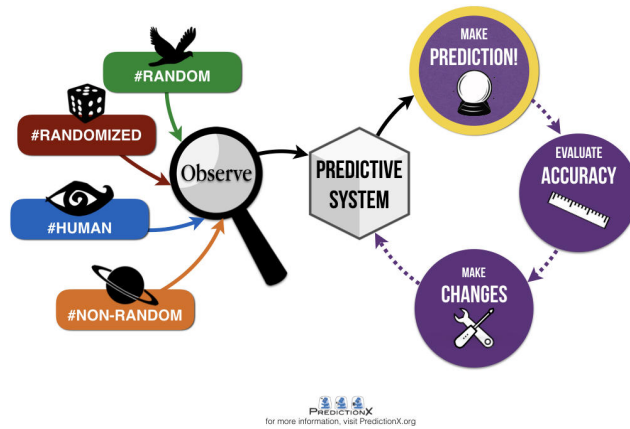 #RANDOM
#RANDOMIZED
#HUMAN
#NON-RANDOM
Observe
PREDICTIVE
SYSTEM
MAKE
PREDICTION!
EVALUATE
ACCURACY
MAKE
CHANGES
PREDICTIONX
for more information, visit PredictionX.org